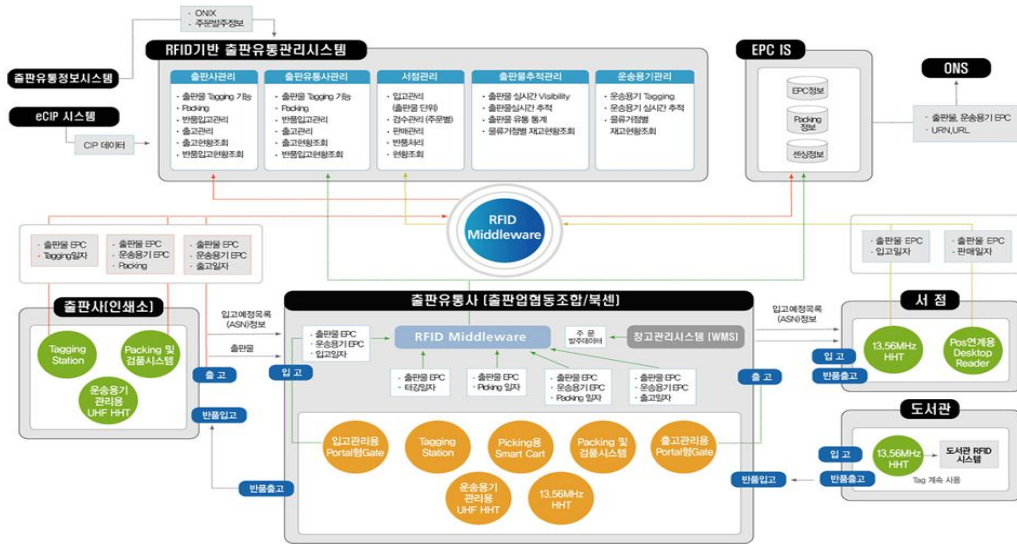 · ONIX
· 주문발주정보
출판유통정보시스템
eCIP 시스템
CIP 데이터
RFID기반 출판유통관리시스템
출판사관리
· 출판물 Tagging 기능
· Packing
· 반품입고관리
· 출고관리
· 출고현황조회
· 반품입고현황조회
출판유통사관리
· 출판물 Tagging 기능
· Packing
· 반품입고관리
· 출고관리
· 출고현황조회
· 반품입고현황조회
서점관리
· 입고관리
(출판물 단위)
· 검수관리 (주문별)
· 판매관리
· 반품처리
· 현황조회
출판물추적관리
· 출판물 실시간 Visibility
· 출판물실시간 추적
· 출판물 유통 통계
· 물류거점별 재고현황조회
운송용기관리
· 운송용기 Tagging
· 운송용기 실시간 추적
· 물류거점별
재고현황조회
EPC IS
EPC정보
Packing
정보
센싱정보
ONS
· 출판물, 운송용기 EPC
· URN,URL
RFID
Middleware
· 출판물 EPC
· Tagging일자
· 출판물 EPC
· 운송용기 EPC
· Packing
· 출판물 EPC
· 운송용기 EPC
· 출고일자
· 출판물 EPC
· 입고일자
· 출판물 EPC
· 판매일자
출판사(인쇄소)
Tagging
Station
Packing 및
검품시스템
운송용기
관리용
UHF HHT
출 고
반품입고
입고예정목록
(ASN)정보
출판물
출판유통사 (출판업협동조합/북센)
입 고
반품출고
· 출판물 EPC
· 운송용기 EPC
· 입고일자
RFID Middleware
주 문
발주데이터
창고관리시스템 (WMS)
· 출판물 EPC
· 태깅일자
· 출판물 EPC
· Picking 일자
· 출판물 EPC
· 운송용기 EPC
· Packing 일자
· 출판물 EPC
· 운송용기 EPC
· 출고일자
입고관리용
Portal형Gate
Tagging
Station
Picking용
Smart Cart
Packing 및
검품시스템
출고관리용
Portal형Gate
운송용기
관리용
UHF HHT
13.56MHz
HHT
출 고
반품입고
입고예정목록
(ASN)정보
서 점
입 고
반품출고
13.56MHz
HHT
Pos연계용
Desktop
Reader
도서관
입 고
반품출고
13.56MHz
HHT
도서관 RFID
시스템
Tag 계속 사용